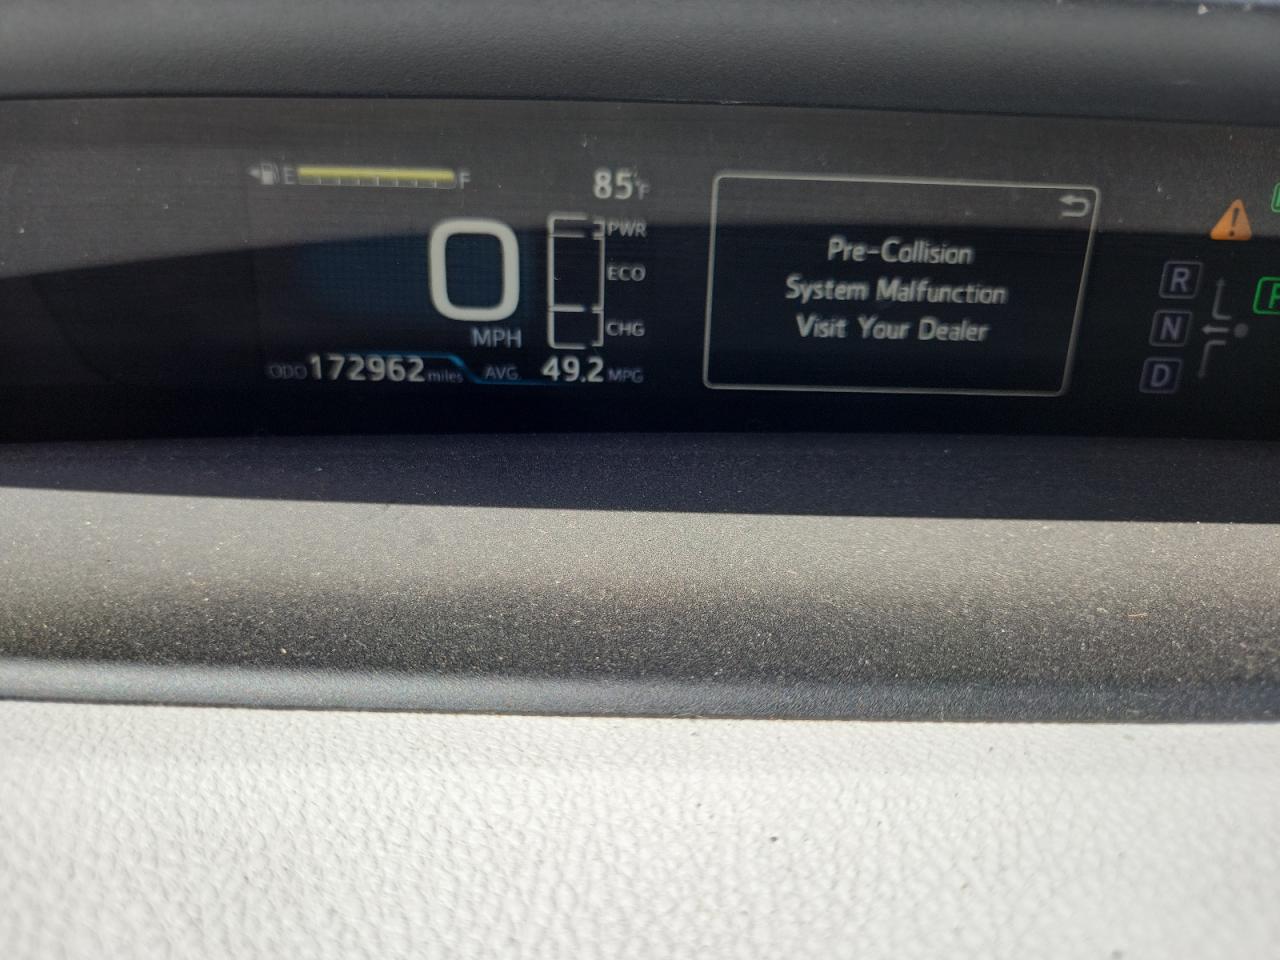 E F
85°F
PWR
0
ECO
MPH
CHG
ODO 172962 miles AVG. 49.2 MPG
Pre-Collision
System Malfunction
Visit Your Dealer
R
N
D